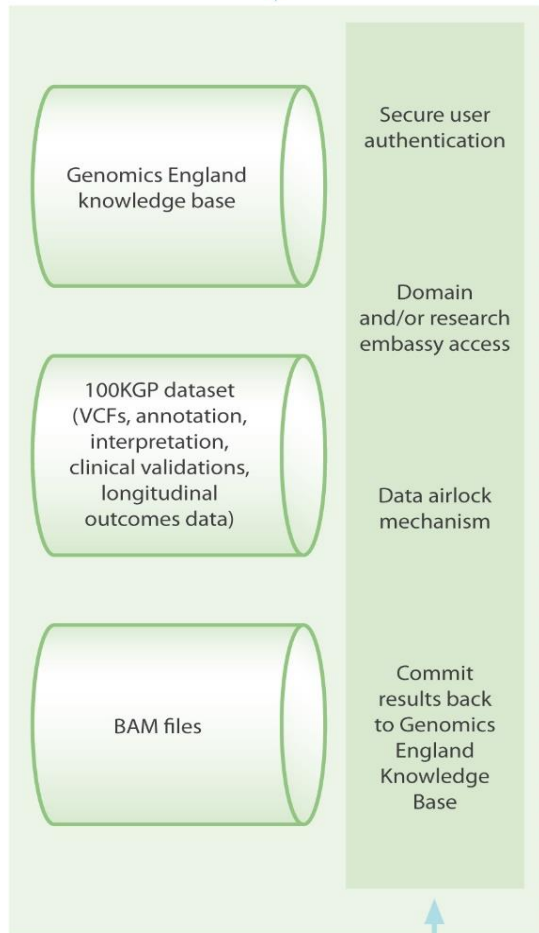 Genomics England
knowledge base
100KGP dataset
(VCFs, annotation,
interpretation,
clinical validations,
longitudinal
outcomes data)
BAM files
Secure user
authentication
Domain
and/or research
embassy access
Data airlock
mechanism
Commit
results back
to Genomics
England
Knowledge
Base